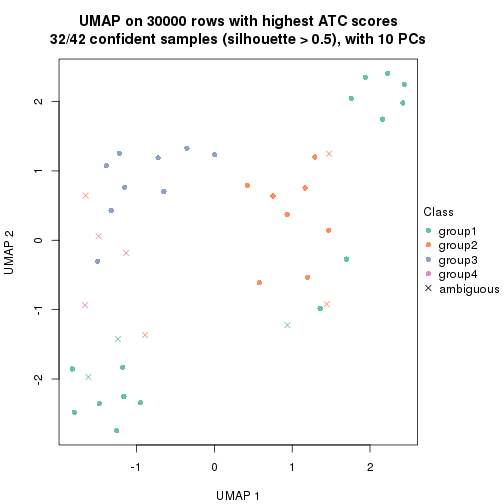 UMAP on 30000 rows with highest ATC scores
32/42 confident samples (silhouette > 0.5), with 10 PCs
UMAP 2
2
1
0
-1
-2
-1
0
1
2
UMAP 1
Class
group1
group2
group3
group4
ambiguous